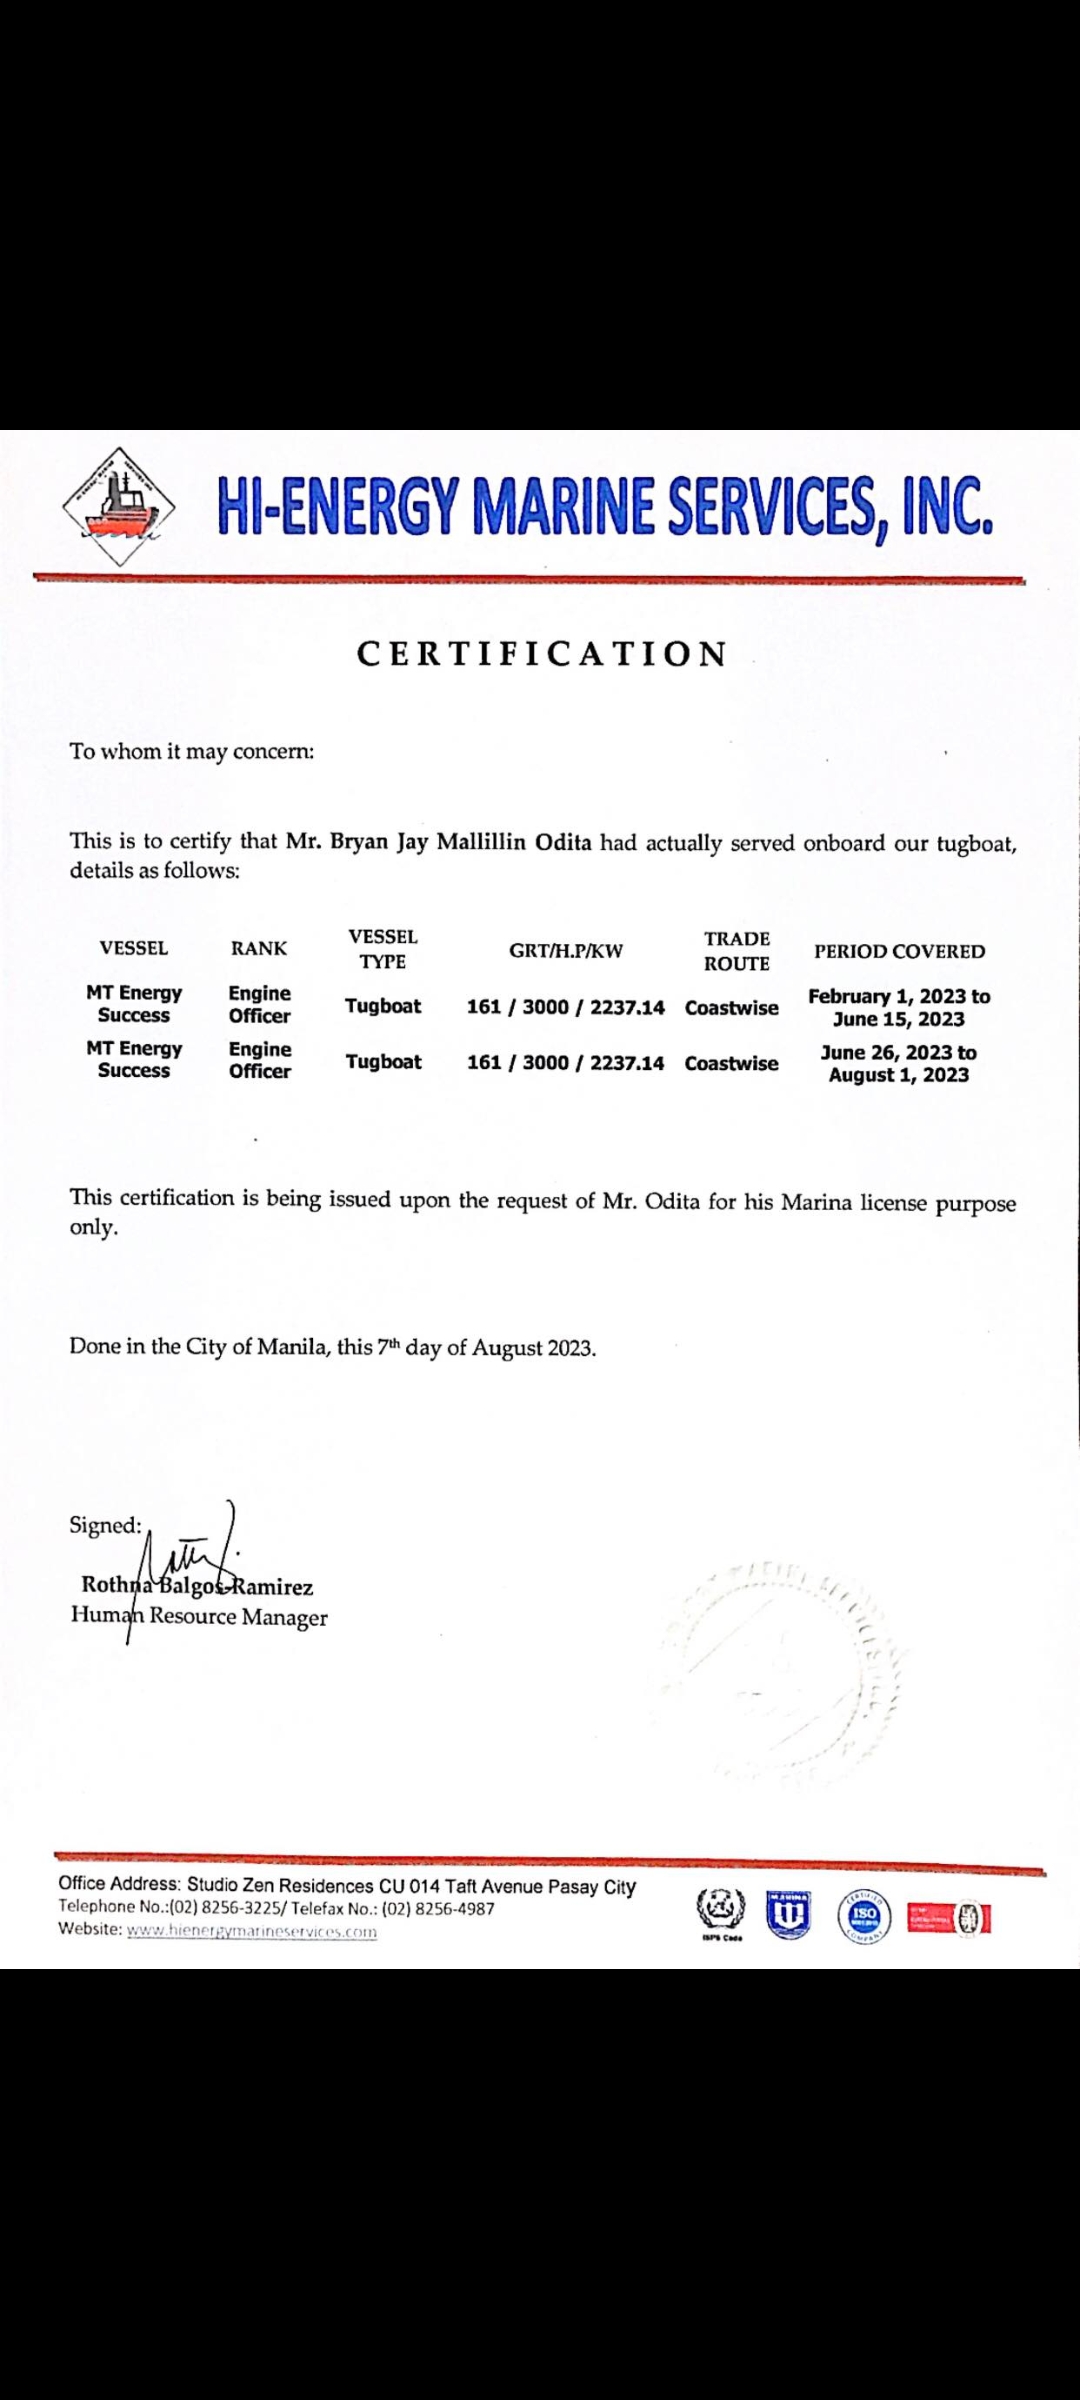 HI-ENERGY MARINE SERVICES, INC.
CERTIFICATION
To whom it may concern:
This is to certify that Mr. Bryan Jay Mallillin Odita had actually served onboard our tugboat,
details as follows:
VESSEL RANK VESSEL TYPE GRT/H.P/KW TRADE ROUTE PERIOD COVERED
MT Energy Success Engine Officer Tugboat 161 / 3000 / 2237.14 Coastwise February 1, 2023 to June 15, 2023
MT Energy Success Engine Officer Tugboat 161 / 3000 / 2237.14 Coastwise June 26, 2023 to August 1, 2023
This certification is being issued upon the request of Mr. Odita for his Marina license purpose
only.
Done in the City of Manila, this 7th day of August 2023.
Signed:
Rothna Balgos-Ramirez
Human Resource Manager
Office Address: Studio Zen Residences CU 014 Taft Avenue Pasay City
Telephone No.:(02) 8256-3225/ Telefax No.: (02) 8256-4987
Website: www.hienergymarineservices.com
ISPS Code
MARINA
CERTIFIED
ISO
COMPANY